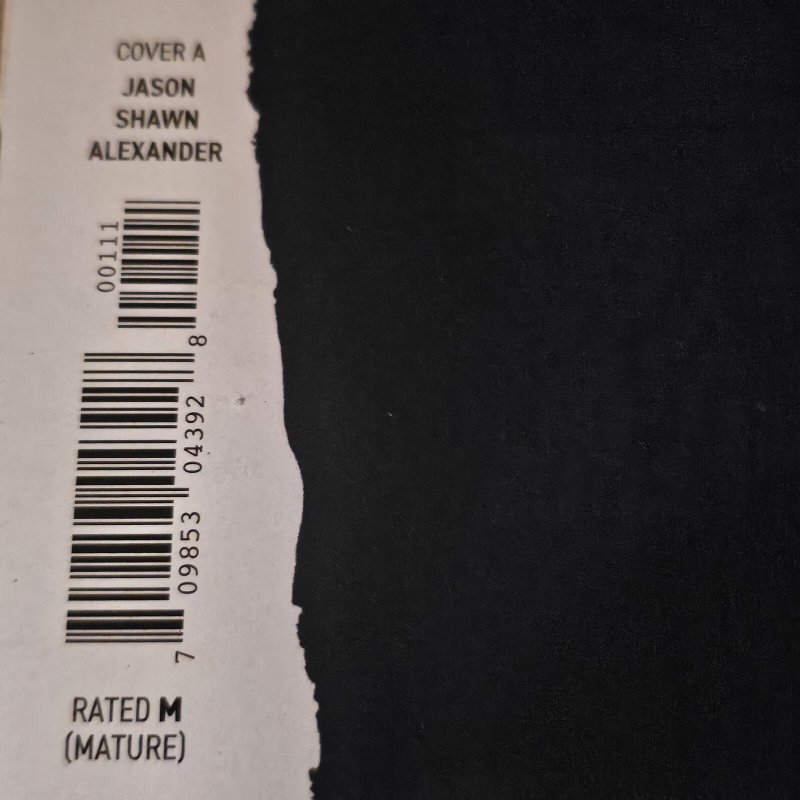 COVER A
JASON
SHAWN
ALEXANDER
00111
7 09853 04392 8
RATED M
(MATURE)